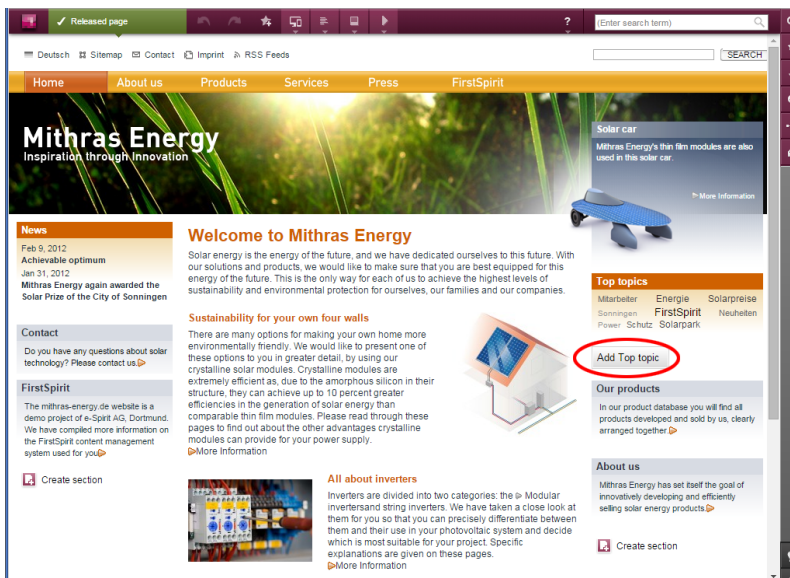 Released page
?
(Enter search term)
Deutsch Sitemap Contact Imprint RSS Feeds
SEARCH
Home About us Products Services Press FirstSpirit
Mithras Energy
Inspiration through Innovation
Solar car
Mithras Energy's thin film modules are also
used in this solar car.
More Information
News
Feb 9, 2012
Achievable optimum
Jan 31, 2012
Mithras Energy again awarded the
Solar Prize of the City of Sonningen
Contact
Do you have any questions about solar
technology? Please contact us.
FirstSpirit
The mithras-energy.de website is a
demo project of e-Spirit AG, Dortmund.
We have compiled more information on
the FirstSpirit content management
system used for you
Create section
Welcome to Mithras Energy
Solar energy is the energy of the future, and we have dedicated ourselves to this future. With
our solutions and products, we would like to make sure that you are best equipped for this
energy of the future. This is the only way for each of us to achieve the highest levels of
sustainability and environmental protection for ourselves, our families and our companies.
Sustainability for your own four walls
There are many options for making your own home more
environmentally friendly. We would like to present one of
these options to you in greater detail, by using our
crystalline solar modules. Crystalline modules are
extremely efficient as, due to the amorphous silicon in their
structure, they can achieve up to 10 percent greater
efficiencies in the generation of solar energy than
comparable thin film modules. Please read through these
pages to find out about the other advantages crystalline
modules can provide for your power supply.
More Information
All about inverters
Inverters are divided into two categories: the Modular
invertersand string inverters. We have taken a close look at
them for you so that you can precisely differentiate between
them and their use in your photovoltaic system and decide
which is most suitable for your project. Specific
explanations are given on these pages.
More Information
Top topics
Mitarbeiter Energie Solarpreise
Sonningen FirstSpirit Neuheiten
Power Schutz Solarpark
Add Top topic
Our products
In our product database you will find all
products developed and sold by us, clearly
arranged together.
About us
Mithras Energy has set itself the goal of
innovatively developing and efficiently
selling solar energy products.
Create section